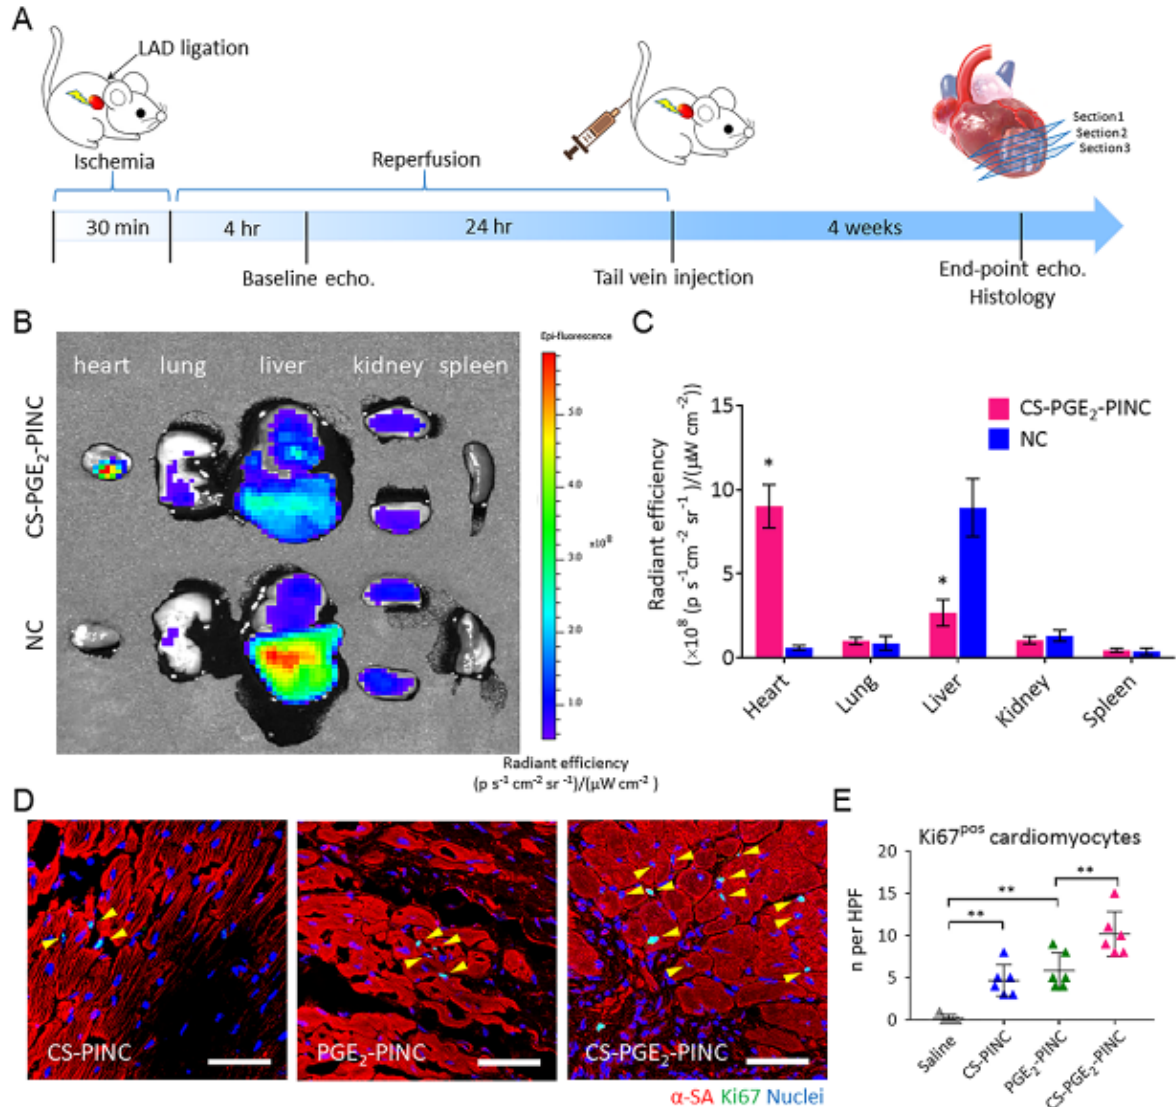 A
LAD ligation
Ischemia
Reperfusion
Section1
Section2
Section3
30 min
4 hr
24 hr
4 weeks
Baseline echo.
Tail vein injection
End-point echo.
Histology
B
heart lung liver kidney spleen
CS-PGE₂-PINC
NC
Epi-fluorescence
5.0
4.0
3.0
×10⁸
2.0
1.0
Radiant efficiency
(p s⁻¹ cm⁻² sr⁻¹)/(μW cm⁻²)
C
Radiant efficiency
(×10⁸ (p s⁻¹cm⁻² sr⁻¹)/(μW cm⁻²))
15
10
5
0
CS-PGE₂-PINC
NC
*
*
Heart
Lung
Liver
Kidney
Spleen
D
CS-PINC
PGE₂-PINC
CS-PGE₂-PINC
α-SA Ki67 Nuclei
E
Ki67ᵖᵒˢ cardiomyocytes
n per HPF
20
15
10
5
0
**
**
**
Saline
CS-PINC
PGE₂-PINC
CS-PGE₂-PINC